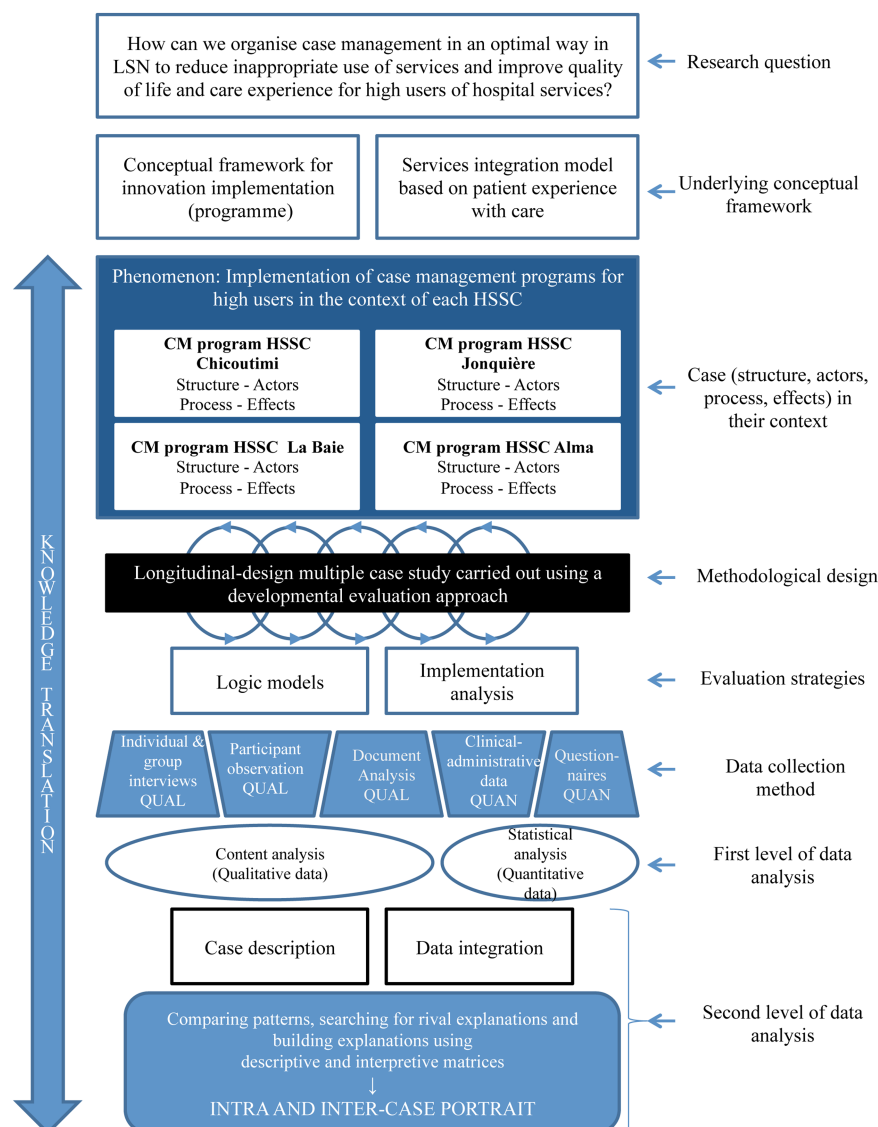 How can we organise case management in an optimal way in
LSN to reduce inappropriate use of services and improve quality
of life and care experience for high users of hospital services?
Research question
Conceptual framework for
innovation implementation
(programme)
Services integration model
based on patient experience
with care
Underlying conceptual
framework
Phenomenon: Implementation of case management programs for
high users in the context of each HSSC
CM program HSSC
Chicoutimi
Structure - Actors
Process - Effects
CM program HSSC
Jonquière
Structure - Actors
Process - Effects
CM program HSSC La Baie
Structure - Actors
Process - Effects
CM program HSSC Alma
Structure - Actors
Process - Effects
Case (structure, actors,
process, effects) in
their context
KNOWLEDGE TRANSLATION
Longitudinal-design multiple case study carried out using a
developmental evaluation approach
Methodological design
Logic models
Implementation
analysis
Evaluation strategies
Individual &
group
interviews
QUAL
Participant
observation
QUAL
Document
Analysis
QUAL
Clinical-
administrative
data
QUAN
Question-
naires
QUAN
Data collection
method
Content analysis
(Qualitative data)
Statistical
analysis
(Quantitative
data)
First level of data
analysis
Case description
Data integration
Comparing patterns, searching for rival explanations and
building explanations using
descriptive and interpretive matrices
↓
INTRA AND INTER-CASE PORTRAIT
Second level of data
analysis